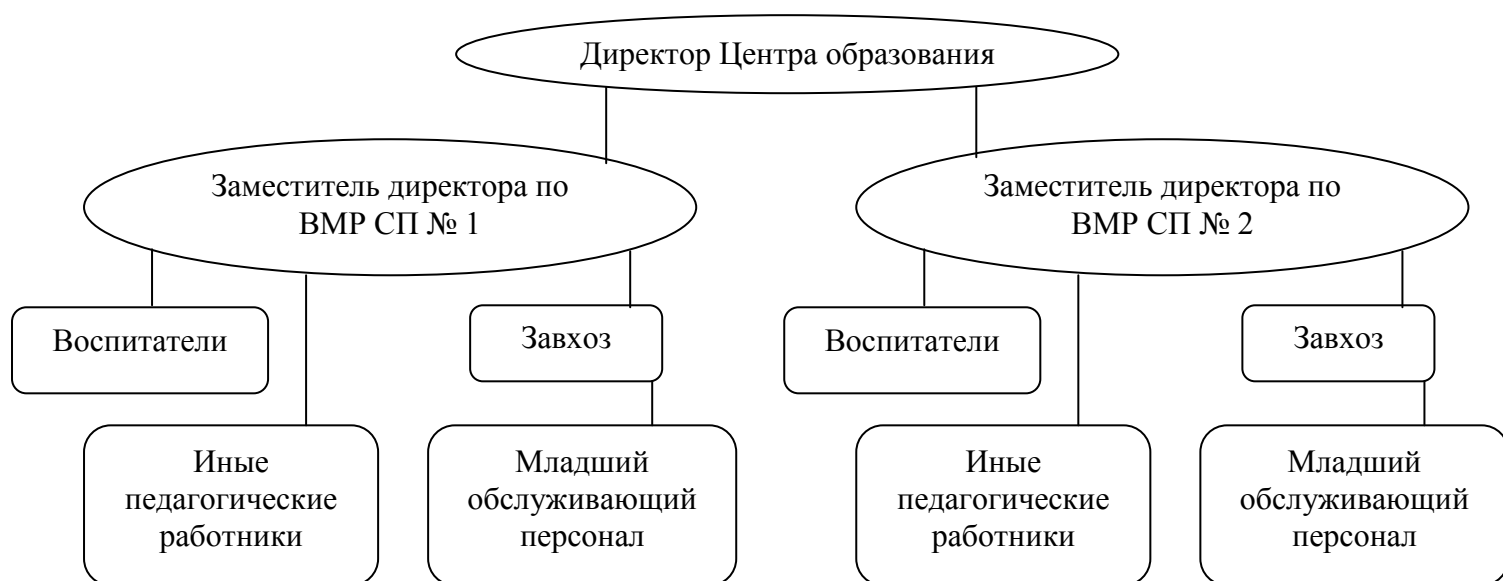 Директор Центра образования
Заместитель директора по
ВМР СП № 1
Заместитель директора по
ВМР СП № 2
Воспитатели
Завхоз
Воспитатели
Завхоз
Иные
педагогические
работники
Младший
обслуживающий
персонал
Иные
педагогические
работники
Младший
обслуживающий
персонал